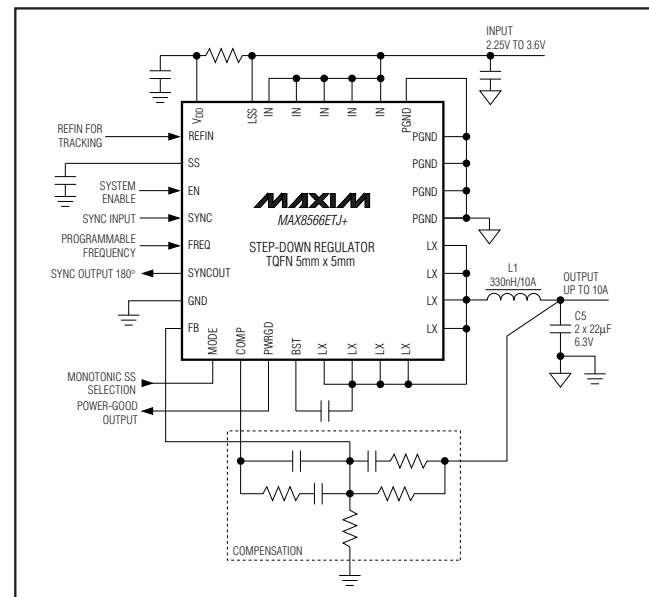 INPUT
2.25V TO 3.6V
VDD
LSS
IN
IN
IN
IN
IN
PGND
REFIN FOR
TRACKING
REFIN
SS
SYSTEM
ENABLE
EN
SYNC INPUT
SYNC
PROGRAMMABLE
FREQUENCY
FREQ
SYNC OUTPUT 180°
SYNCOUT
GND
FB
MAXIM
MAX8566ETJ+
STEP-DOWN REGULATOR
TQFN 5mm x 5mm
PGND
PGND
PGND
PGND
LX
LX
LX
LX
L1
330nH/10A
OUTPUT
UP TO 10A
C5
2 x 22µF
6.3V
MODE
COMP
PWRGD
BST
LX
LX
LX
LX
MONOTONIC SS
SELECTION
POWER-GOOD
OUTPUT
COMPENSATION